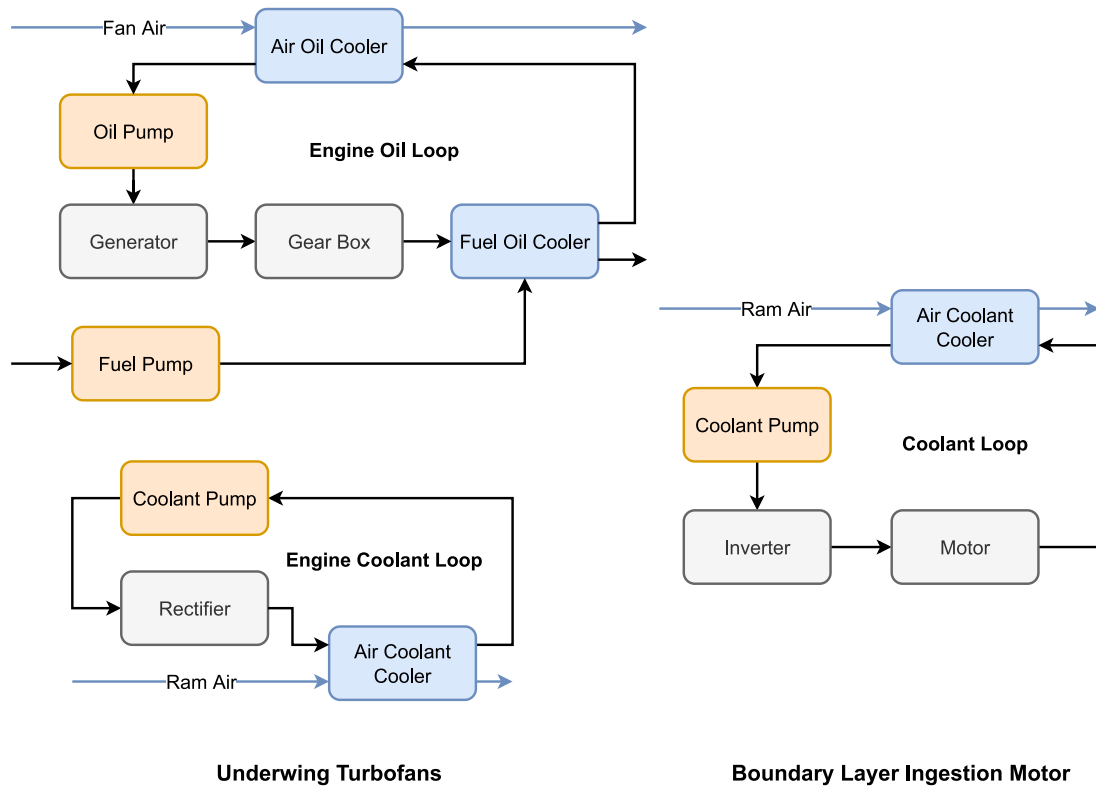 Fan Air
Air Oil Cooler
Oil Pump
Engine Oil Loop
Generator
Gear Box
Fuel Oil Cooler
Fuel Pump
Coolant Pump
Engine Coolant Loop
Rectifier
Air Coolant
Cooler
Ram Air
Underwing Turbofans
Ram Air
Air Coolant
Cooler
Coolant Pump
Coolant Loop
Inverter
Motor
Boundary Layer Ingestion Motor